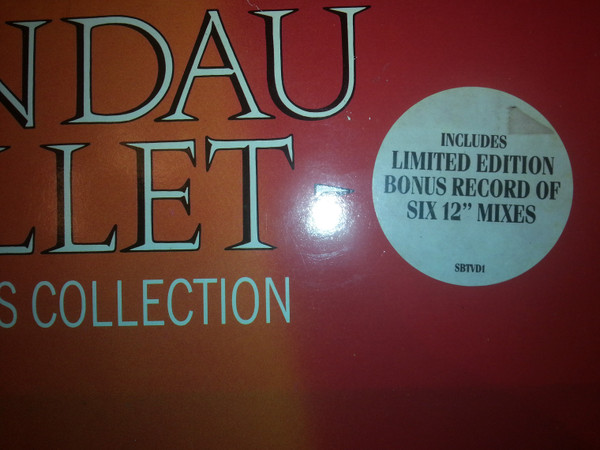 NDAU
LLET
S COLLECTION
INCLUDES
LIMITED EDITION
BONUS RECORD OF
SIX 12" MIXES
SBTVD1